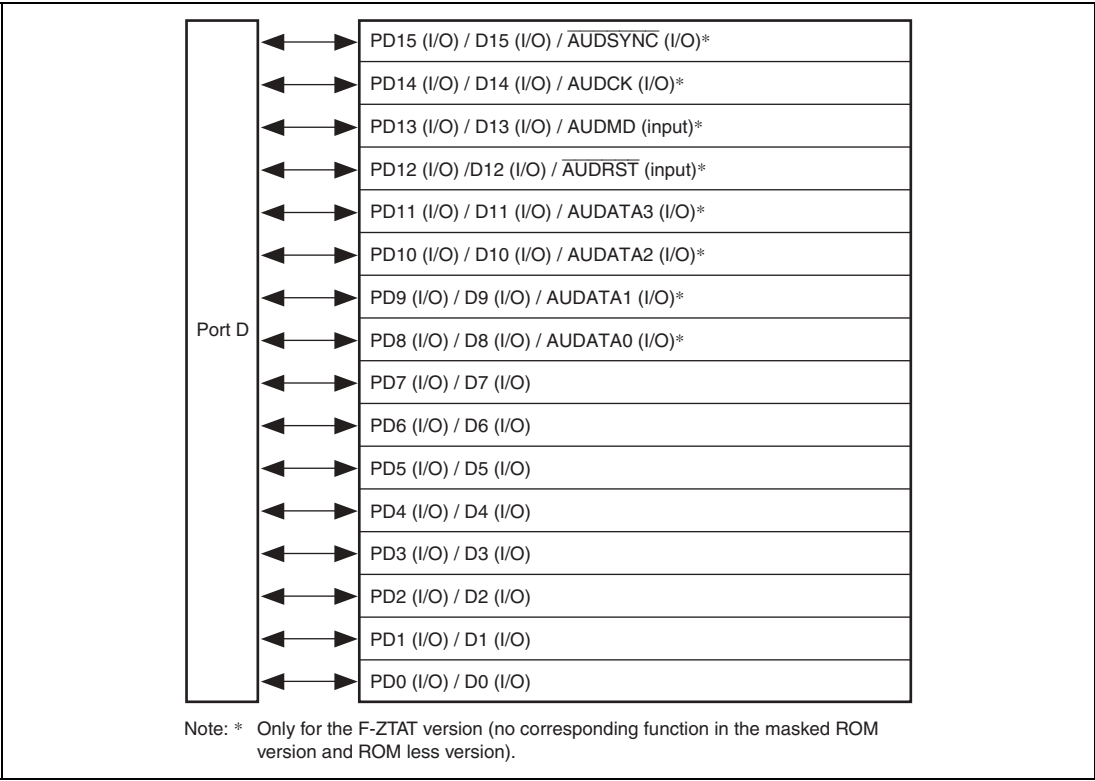 Port D
PD15 (I/O) / D15 (I/O) / A̅U̅D̅S̅Y̅N̅C̅ (I/O)*
PD14 (I/O) / D14 (I/O) / AUDCK (I/O)*
PD13 (I/O) / D13 (I/O) / AUDMD (input)*
PD12 (I/O) /D12 (I/O) / A̅U̅D̅R̅S̅T̅ (input)*
PD11 (I/O) / D11 (I/O) / AUDATA3 (I/O)*
PD10 (I/O) / D10 (I/O) / AUDATA2 (I/O)*
PD9 (I/O) / D9 (I/O) / AUDATA1 (I/O)*
PD8 (I/O) / D8 (I/O) / AUDATA0 (I/O)*
PD7 (I/O) / D7 (I/O)
PD6 (I/O) / D6 (I/O)
PD5 (I/O) / D5 (I/O)
PD4 (I/O) / D4 (I/O)
PD3 (I/O) / D3 (I/O)
PD2 (I/O) / D2 (I/O)
PD1 (I/O) / D1 (I/O)
PD0 (I/O) / D0 (I/O)
Note: * Only for the F-ZTAT version (no corresponding function in the masked ROM
version and ROM less version).